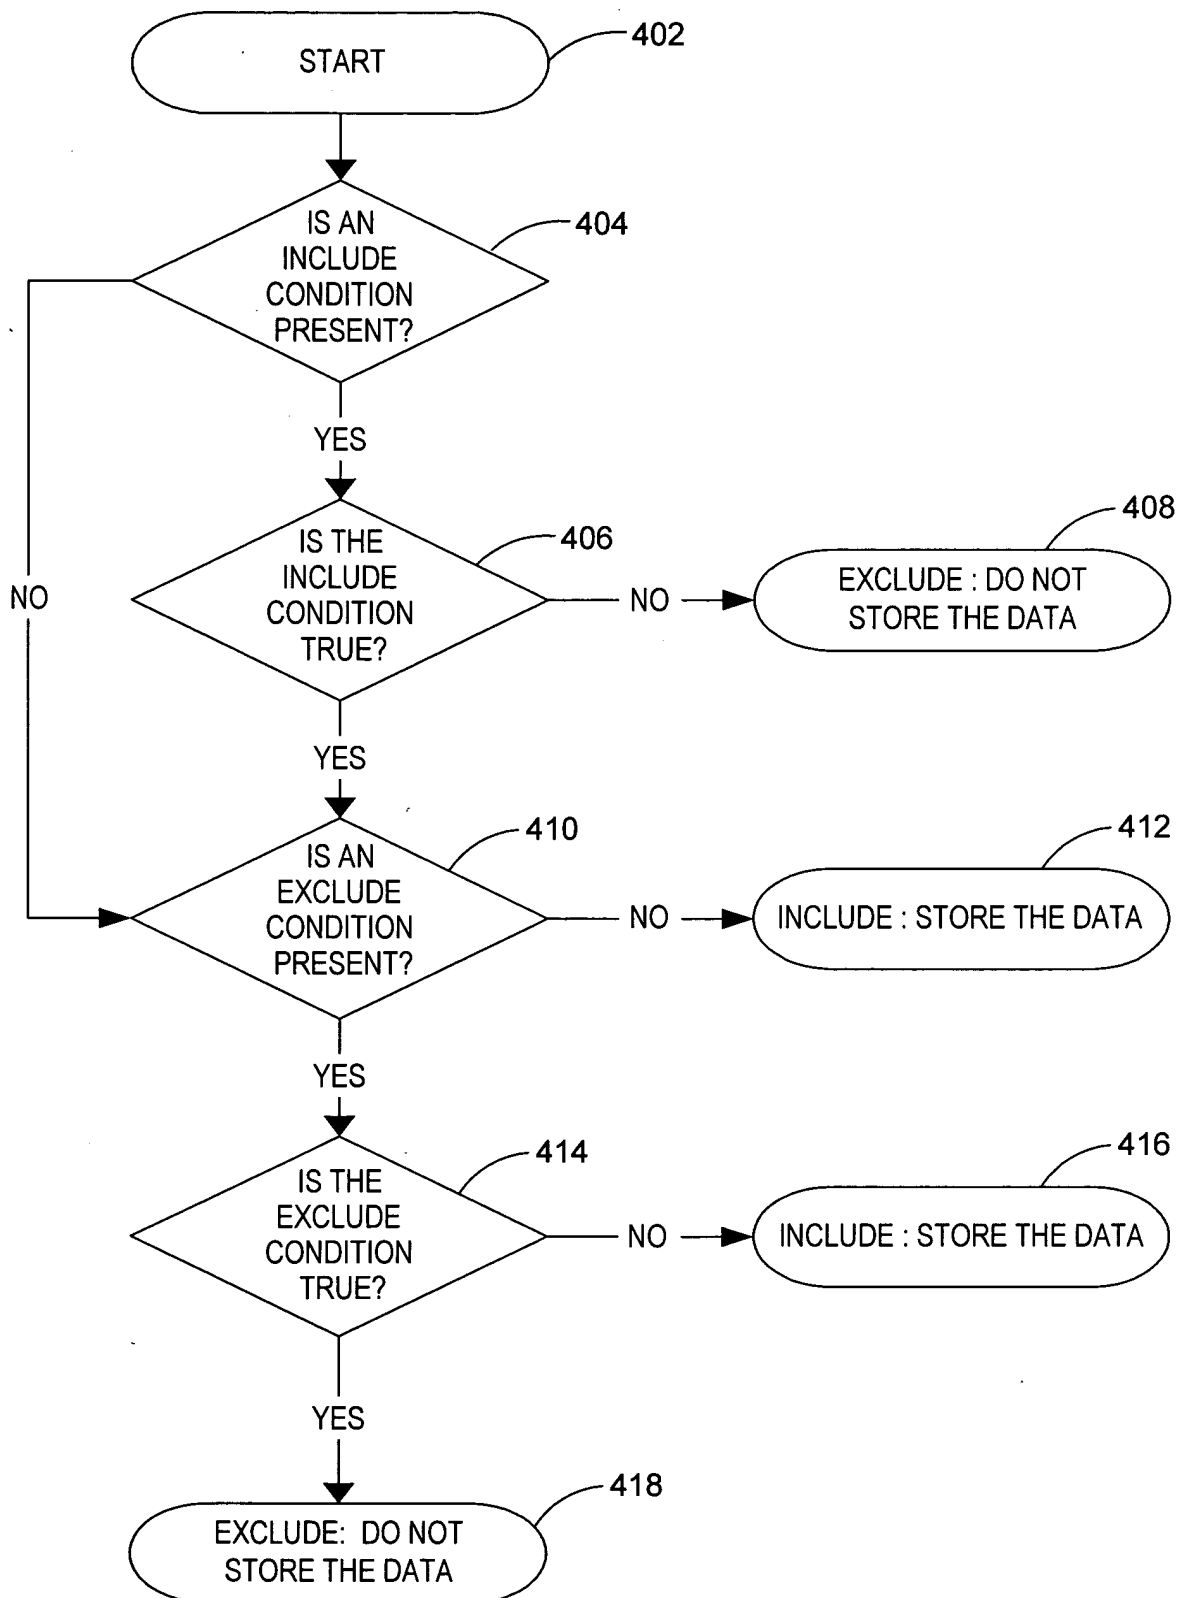 START
402
IS AN
INCLUDE
CONDITION
PRESENT?
404
YES
IS THE
INCLUDE
CONDITION
TRUE?
406
NO
NO
EXCLUDE : DO NOT
STORE THE DATA
408
YES
IS AN
EXCLUDE
CONDITION
PRESENT?
410
NO
INCLUDE : STORE THE DATA
412
YES
IS THE
EXCLUDE
CONDITION
TRUE?
414
NO
INCLUDE : STORE THE DATA
416
YES
EXCLUDE: DO NOT
STORE THE DATA
418